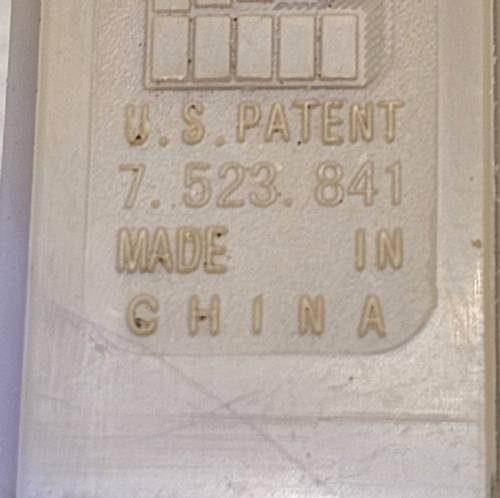 U.S.PATENT
7.523.841
MADE IN
CHINA